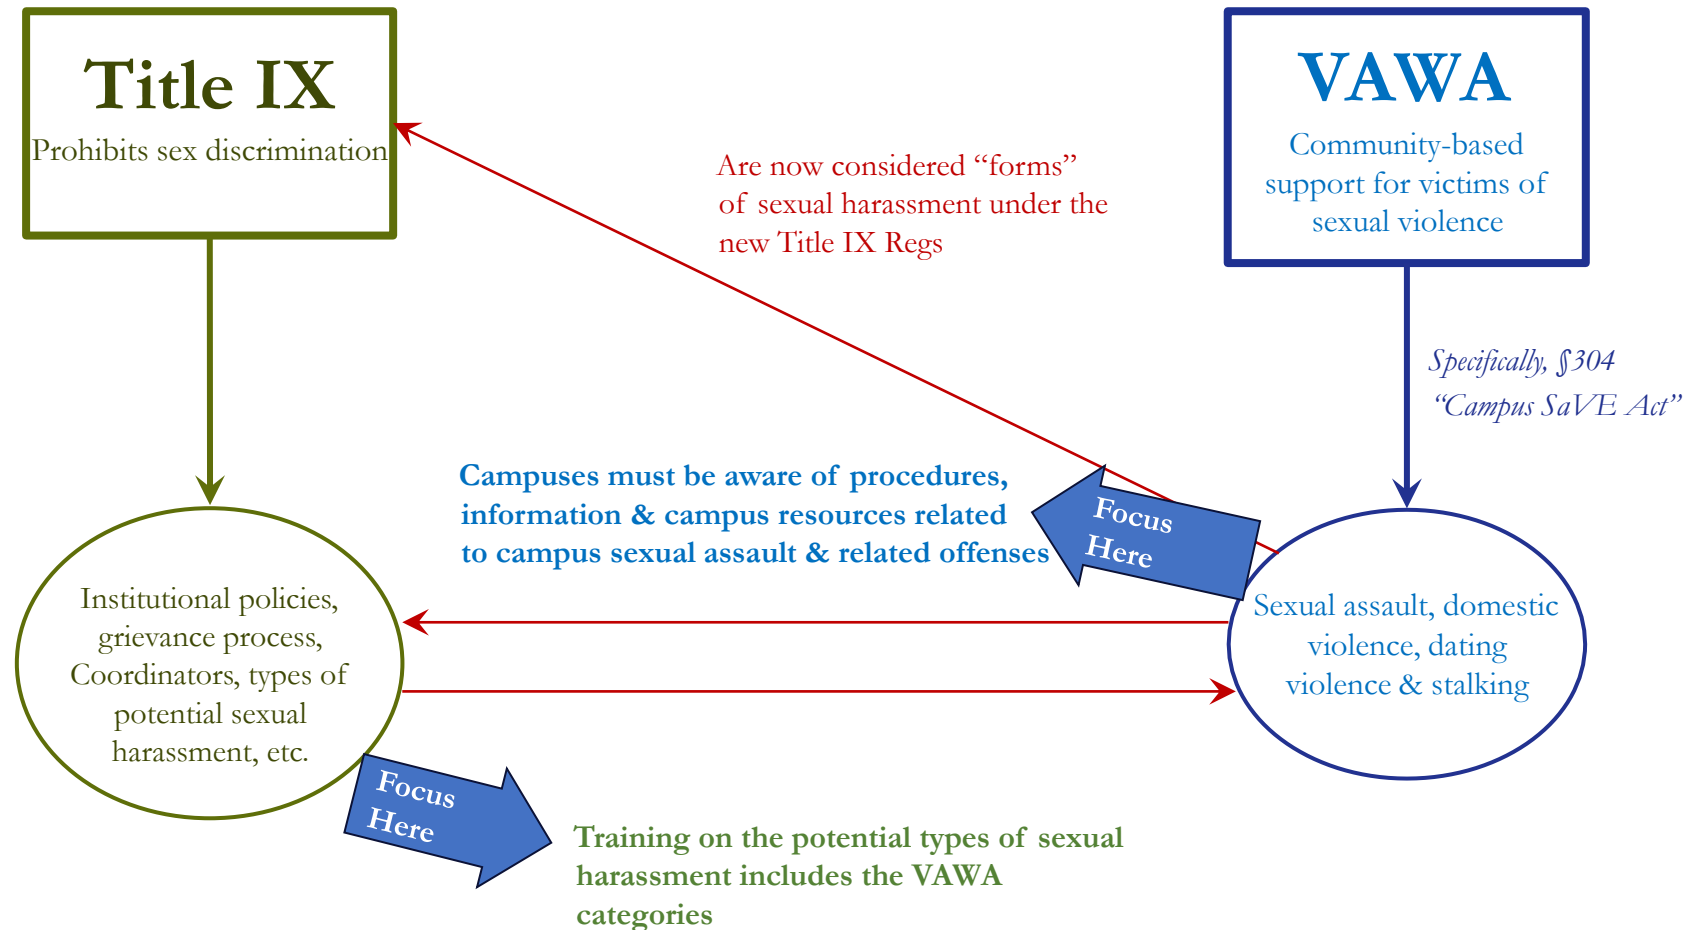 Title IX
Prohibits sex discrimination
VAWA
Community-based
support for victims of
sexual violence
Are now considered “forms”
of sexual harassment under the
new Title IX Regs
Specifically, §304
“Campus SaVE Act”
Campuses must be aware of procedures,
information & campus resources related
to campus sexual assault & related offenses
Focus
Here
Institutional policies,
grievance process,
Coordinators, types of
potential sexual
harassment, etc.
Sexual assault, domestic
violence, dating
violence & stalking
Focus
Here
Training on the potential types of sexual
harassment includes the VAWA
categories